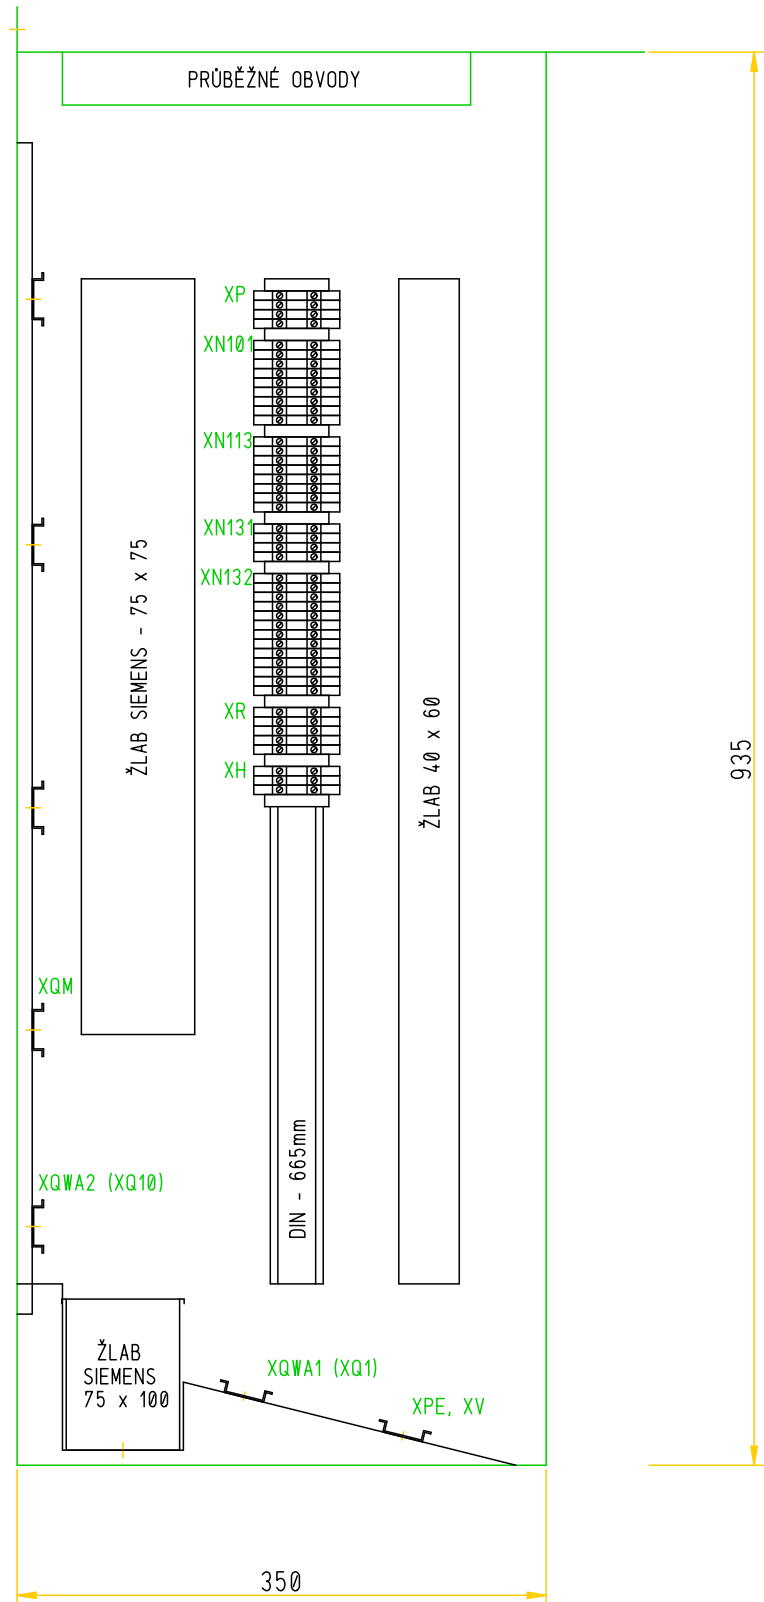 PRŮBĚŽNÉ OBVODY
XP
XN101
XN113
XN131
XN132
XR
XH
ŽLAB SIEMENS - 75 x 75
ŽLAB 40 x 60
935
XQM
DIN - 665mm
XQWA2 (XQ10)
ŽLAB
SIEMENS
75 x 100
XQWA1 (XQ1)
XPE, XV
350